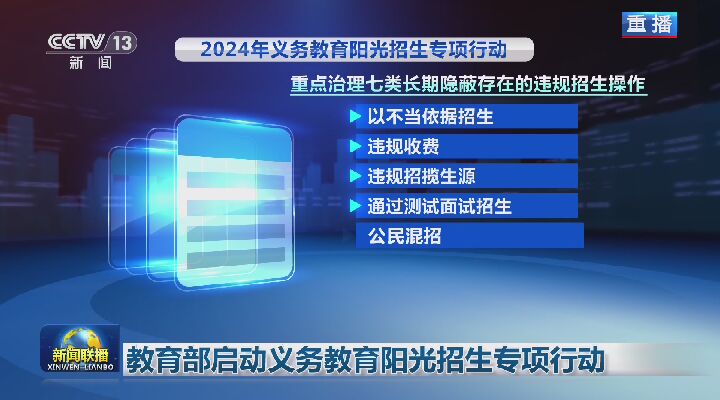 CCTV 13
新闻
重播
2024年义务教育阳光招生专项行动
重点治理七类长期隐蔽存在的违规招生操作
以不当依据招生
违规收费
违规招揽生源
通过测试面试招生
公民混招
新闻联播
XINWEN-LIANBO
教育部启动义务教育阳光招生专项行动